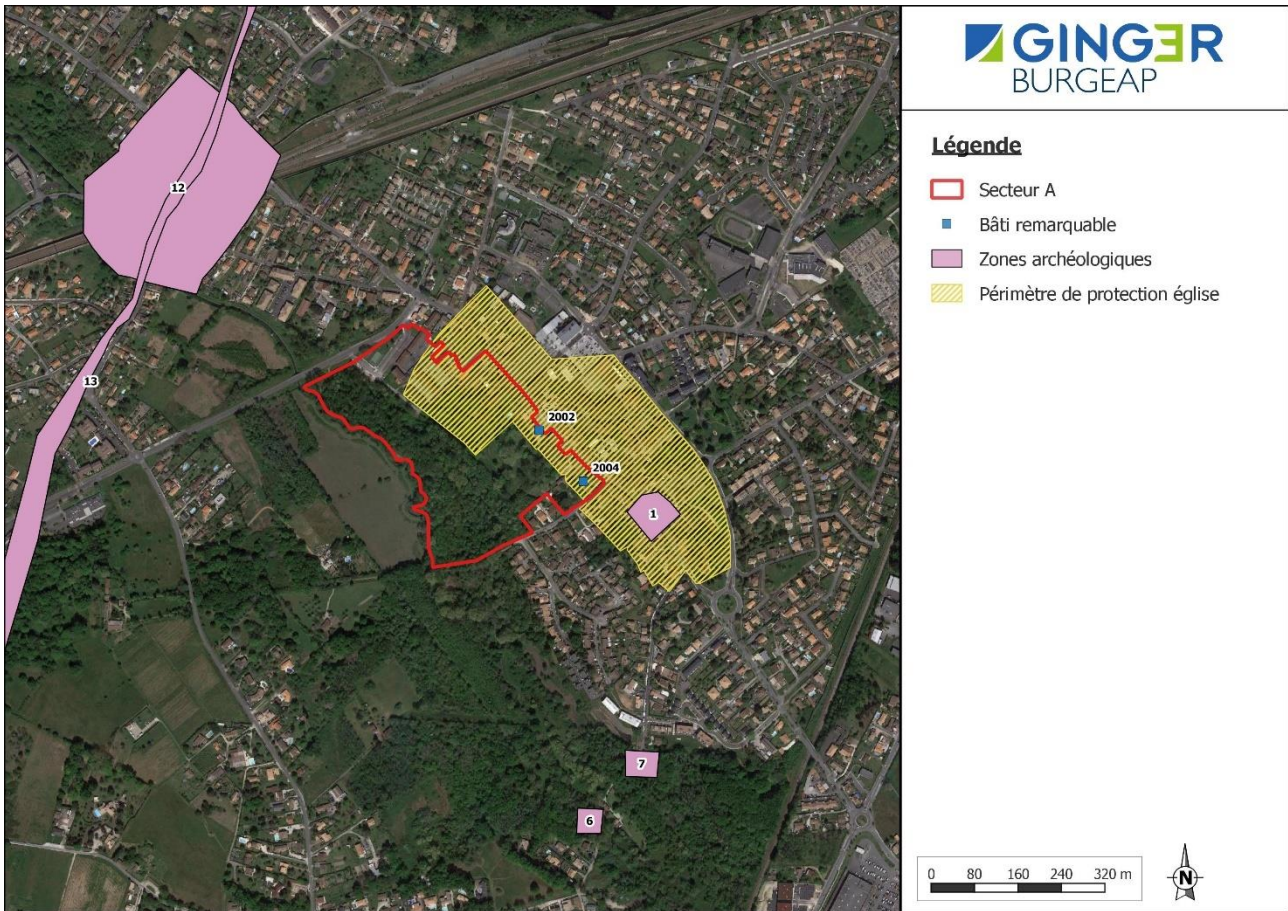 GINGER
BURGEAP
Légende
Secteur A
Bâti remarquable
Zones archéologiques
Périmètre de protection église
12
13
2002
2004
1
7
6
0 80 160 240 320 m
N